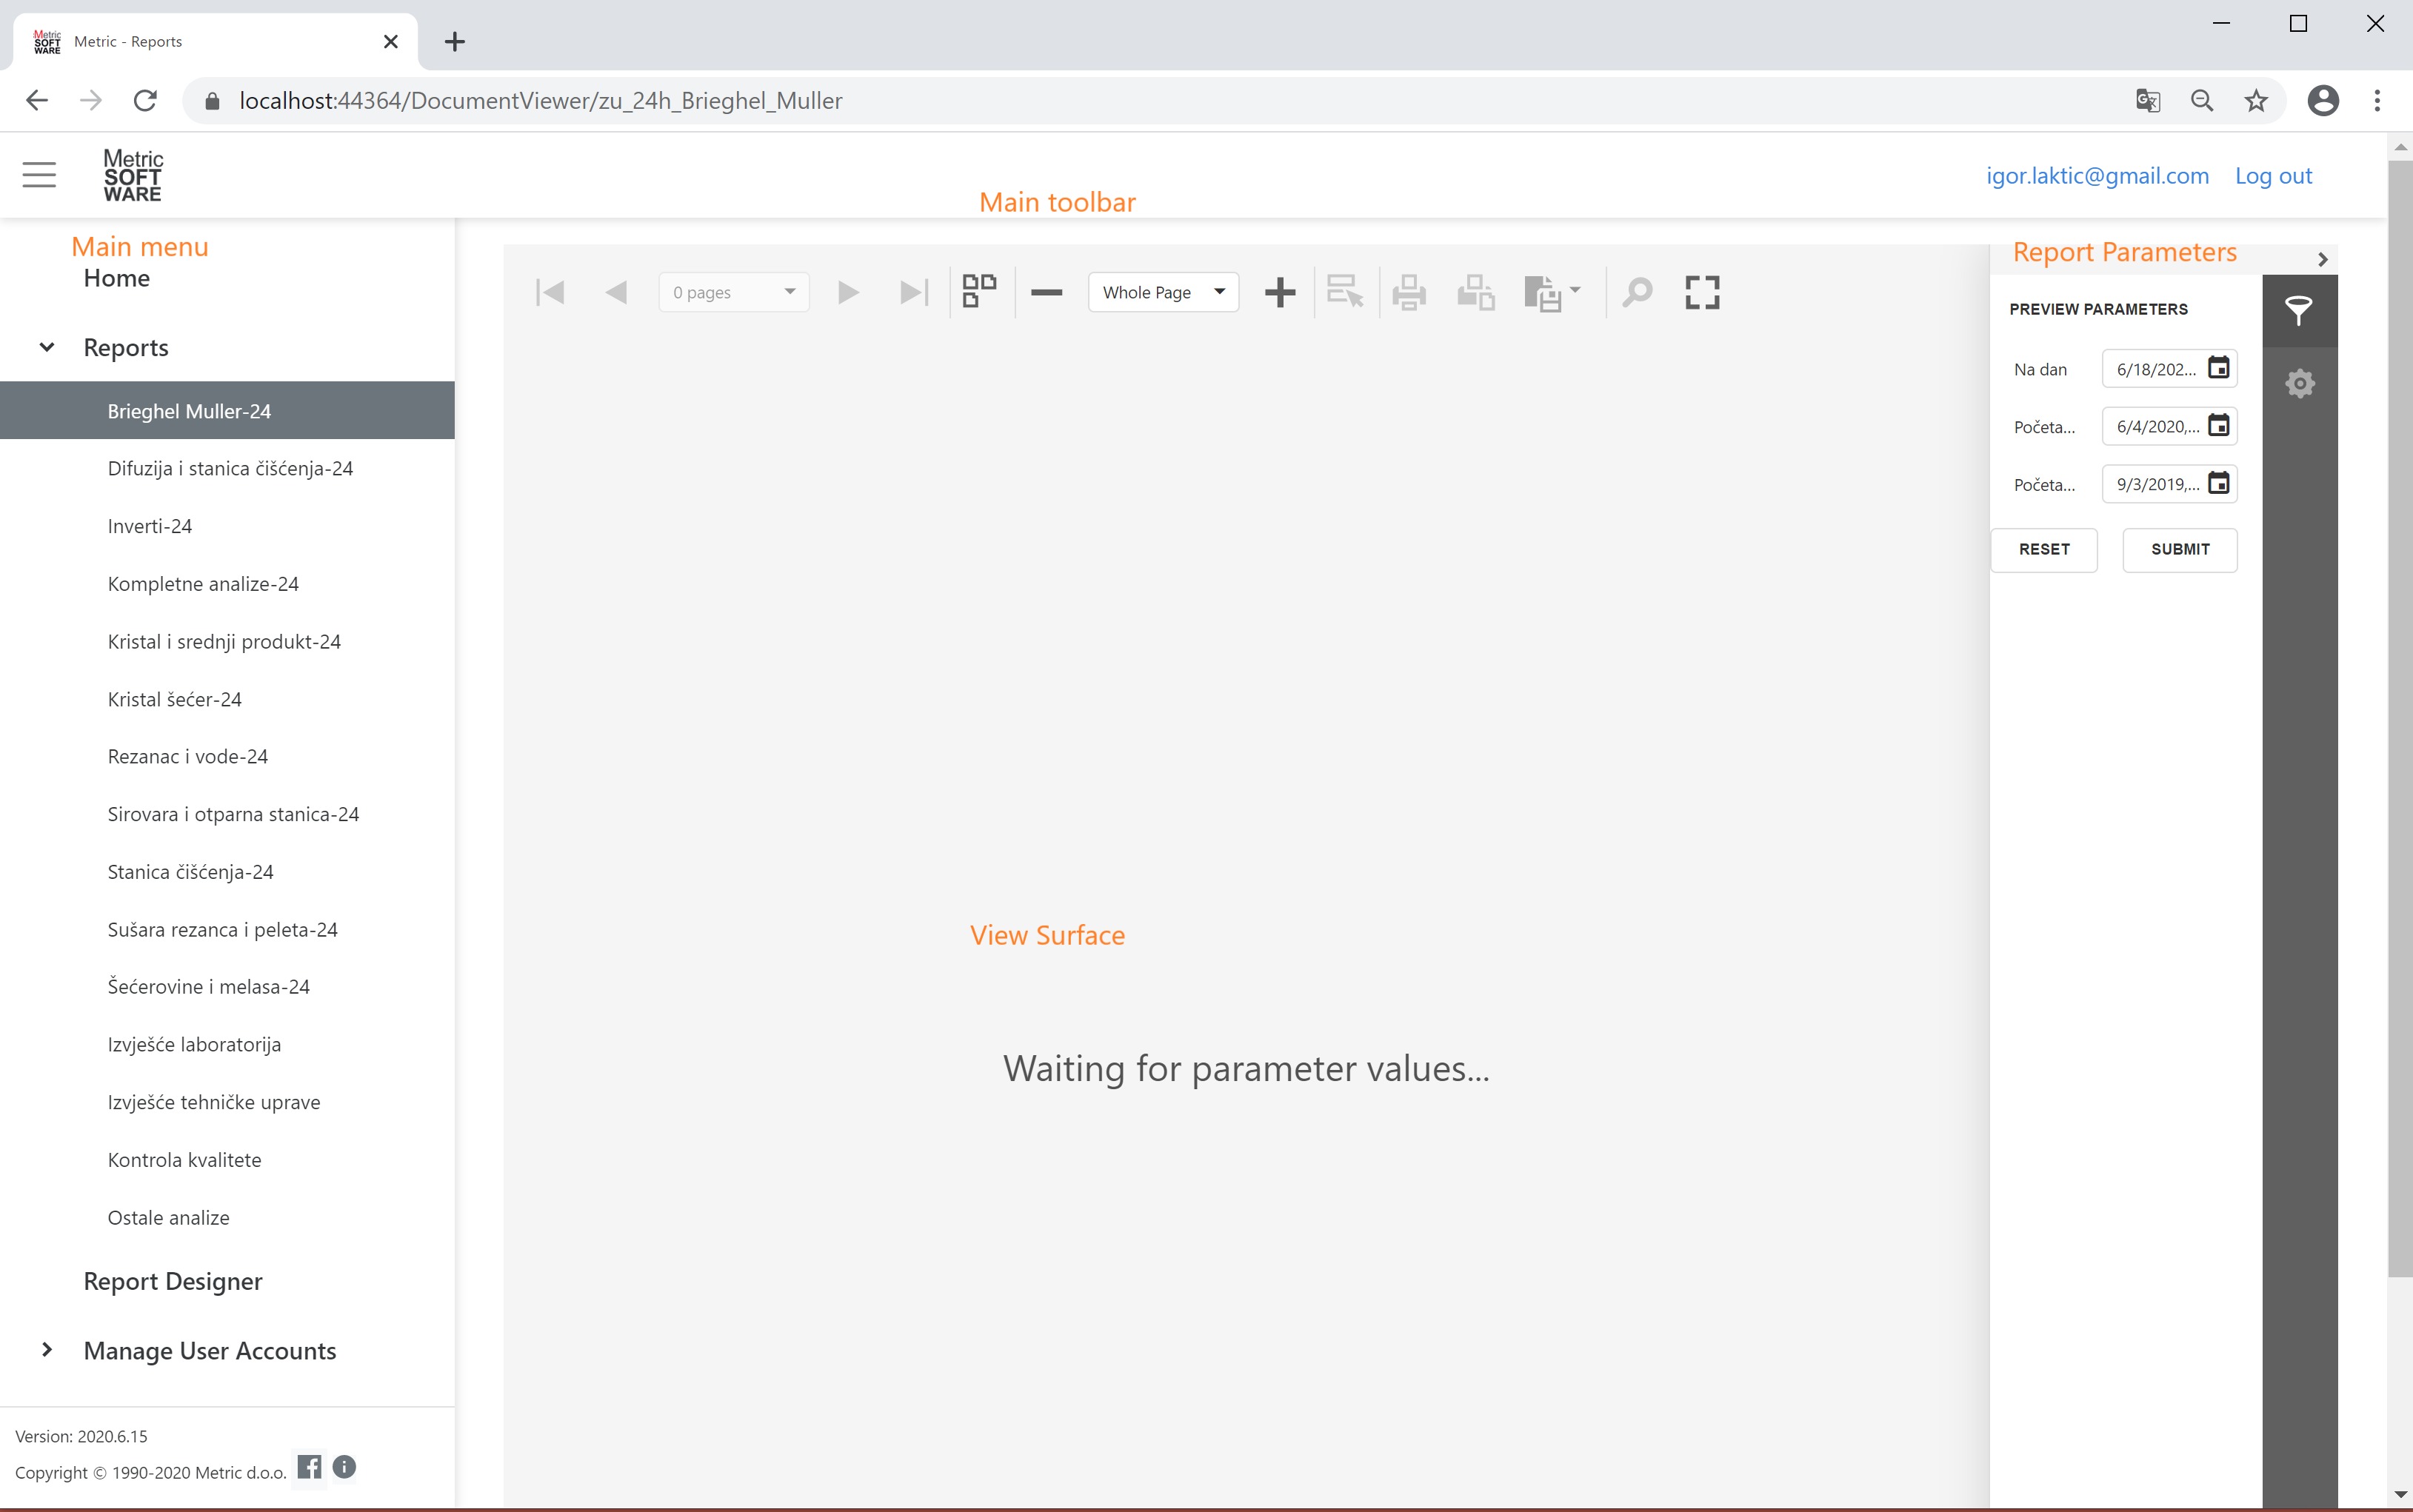 Metric
SOFT
WARE
Metric - Reports
localhost:44364/DocumentViewer/zu_24h_Brieghel_Muller
Metric
SOFT
WARE
igor.laktic@gmail.com Log out
Main toolbar
Main menu
Home
Reports
Brieghel Muller-24
Difuzija i stanica čišćenja-24
Inverti-24
Kompletne analize-24
Kristal i srednji produkt-24
Kristal šećer-24
Rezanac i vode-24
Sirovara i otparna stanica-24
Stanica čišćenja-24
Sušara rezanca i peleta-24
Šećerovine i melasa-24
Izvješće laboratorija
Izvješće tehničke uprave
Kontrola kvalitete
Ostale analize
Report Designer
Manage User Accounts
Version: 2020.6.15
Copyright © 1990-2020 Metric d.o.o.
0 pages
Whole Page
View Surface
Waiting for parameter values...
Report Parameters
PREVIEW PARAMETERS
Na dan 6/18/202...
Početa... 6/4/2020,...
Početa... 9/3/2019,...
RESET SUBMIT